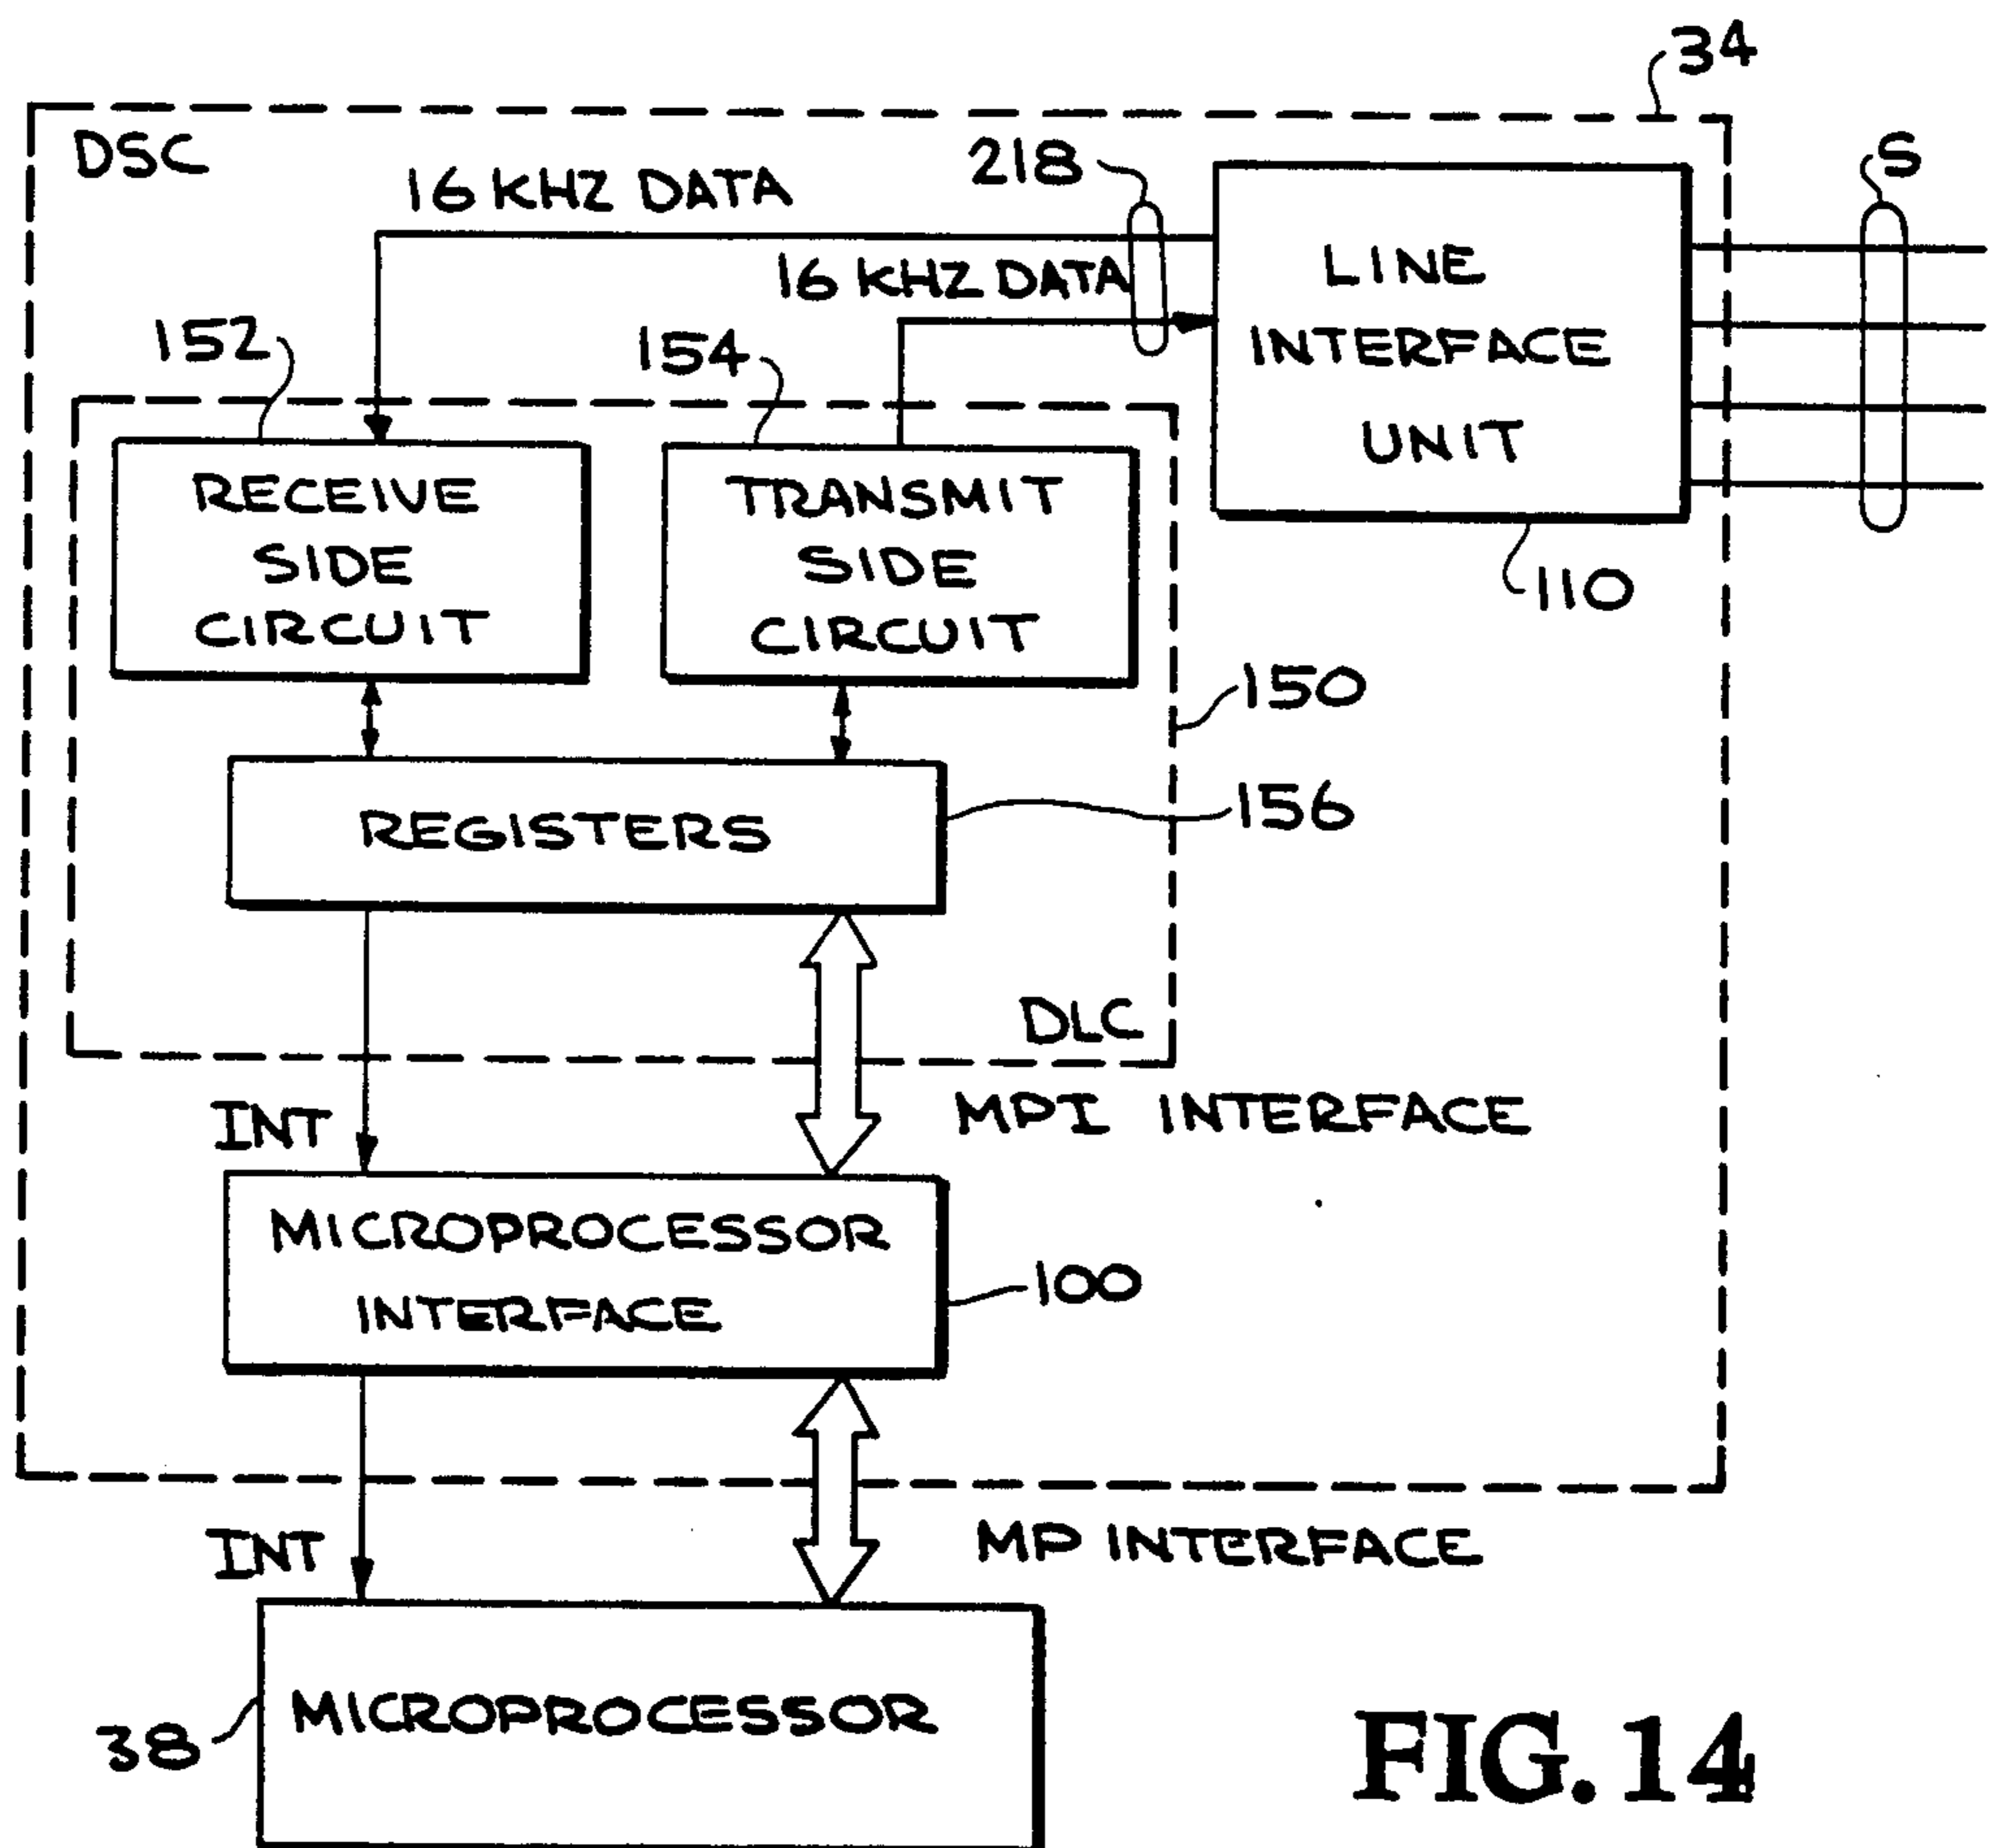 34
DSC
218
S
16 KHZ DATA
16 KHZ DATA
LINE
INTERFACE
UNIT
152
154
RECEIVE
SIDE
CIRCUIT
TRANSMIT
SIDE
CIRCUIT
110
150
REGISTERS
156
DLC
INT
MPI INTERFACE
MICROPROCESSOR
INTERFACE
100
INT
MP INTERFACE
MICROPROCESSOR
38
FIG. 14